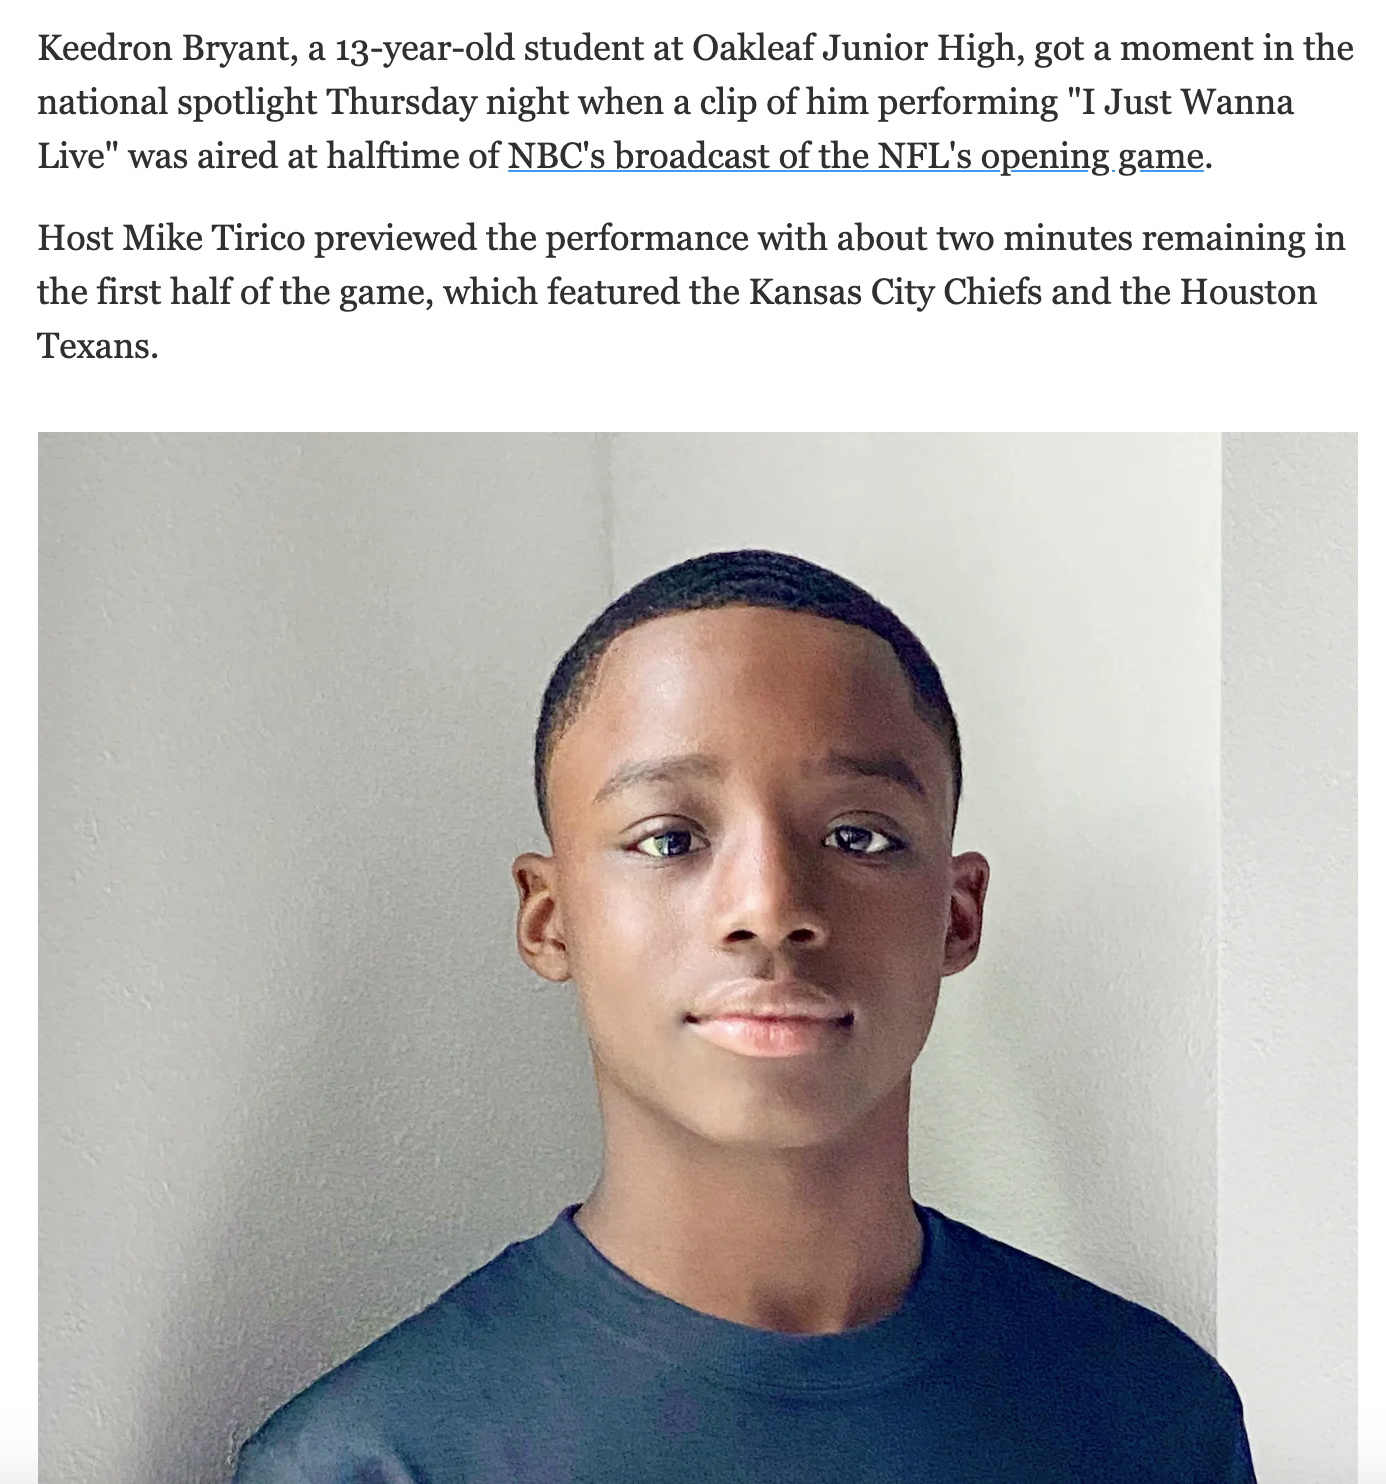 Keedron Bryant, a 13-year-old student at Oakleaf Junior High, got a moment in the
national spotlight Thursday night when a clip of him performing "I Just Wanna
Live" was aired at halftime of NBC's broadcast of the NFL's opening game.
Host Mike Tirico previewed the performance with about two minutes remaining in
the first half of the game, which featured the Kansas City Chiefs and the Houston
Texans.